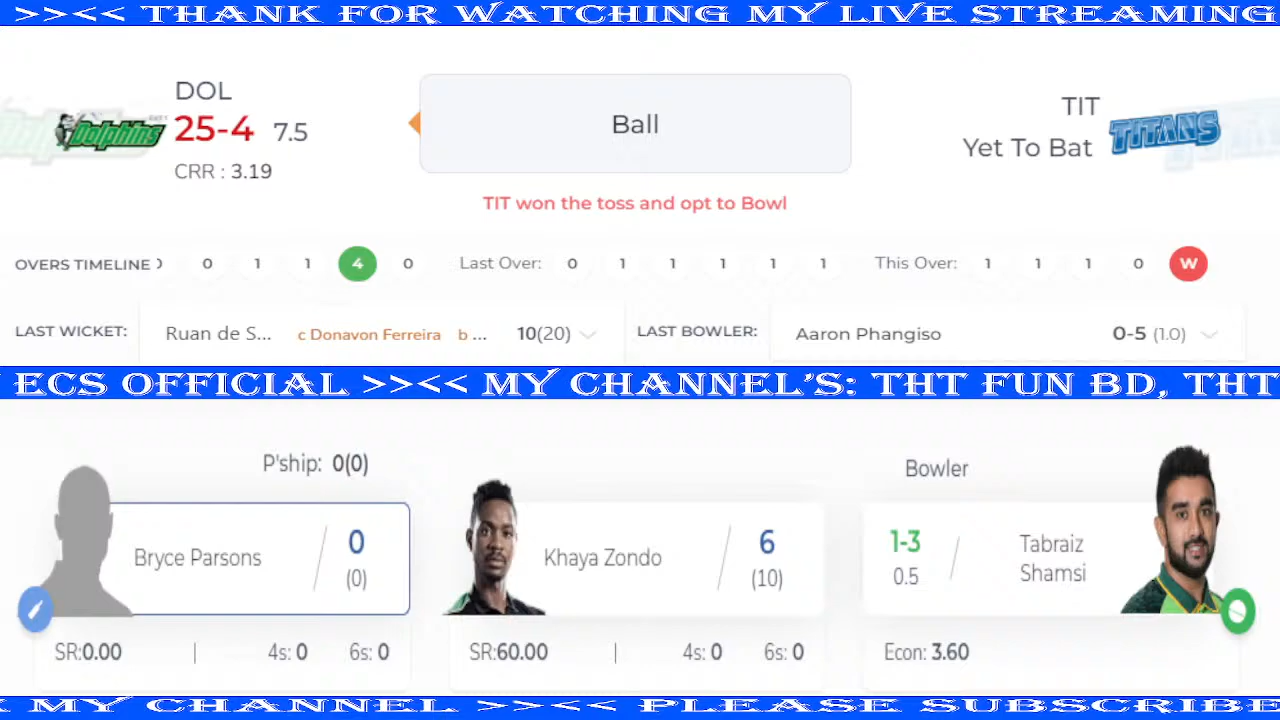 >><< THANK FOR WATCHING MY LIVE STREAMING
DOL
25-4 7.5
CRR : 3.19
Dolphins
Ball
TIT
Yet To Bat
TITANS
TIT won the toss and opt to Bowl
OVERS TIMELINE 0 1 1 4 0 Last Over: 0 1 1 1 1 1 This Over: 1 1 1 0 W
LAST WICKET: Ruan de S... c Donavon Ferreira b ... 10(20) LAST BOWLER: Aaron Phangiso 0-5 (1.0)
ECS OFFICIAL >><< MY CHANNEL'S: THT FUN BD, THT
P'ship: 0(0)
Bryce Parsons 0
(0)
SR:0.00 | 4s: 0 6s: 0
Khaya Zondo 6
(10)
SR:60.00 | 4s: 0 6s: 0
Bowler
1-3
0.5
Tabraiz
Shamsi
Econ: 3.60
MY CHANNEL >><< PLEASE SUBSCRIBE